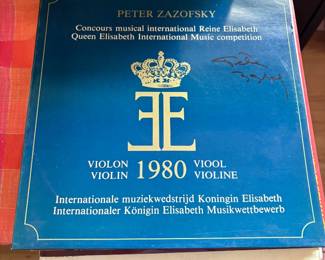 PETER ZAZOFSKY
Concours musical international Reine Elisabeth
Queen Elisabeth International Music competition
VIOLON 1980 VIOOL
VIOLIN VIOLINE
Internationale muziekwedstrijd Koningin Elisabeth
Internationaler Königin Elisabeth Musikwettbewerb